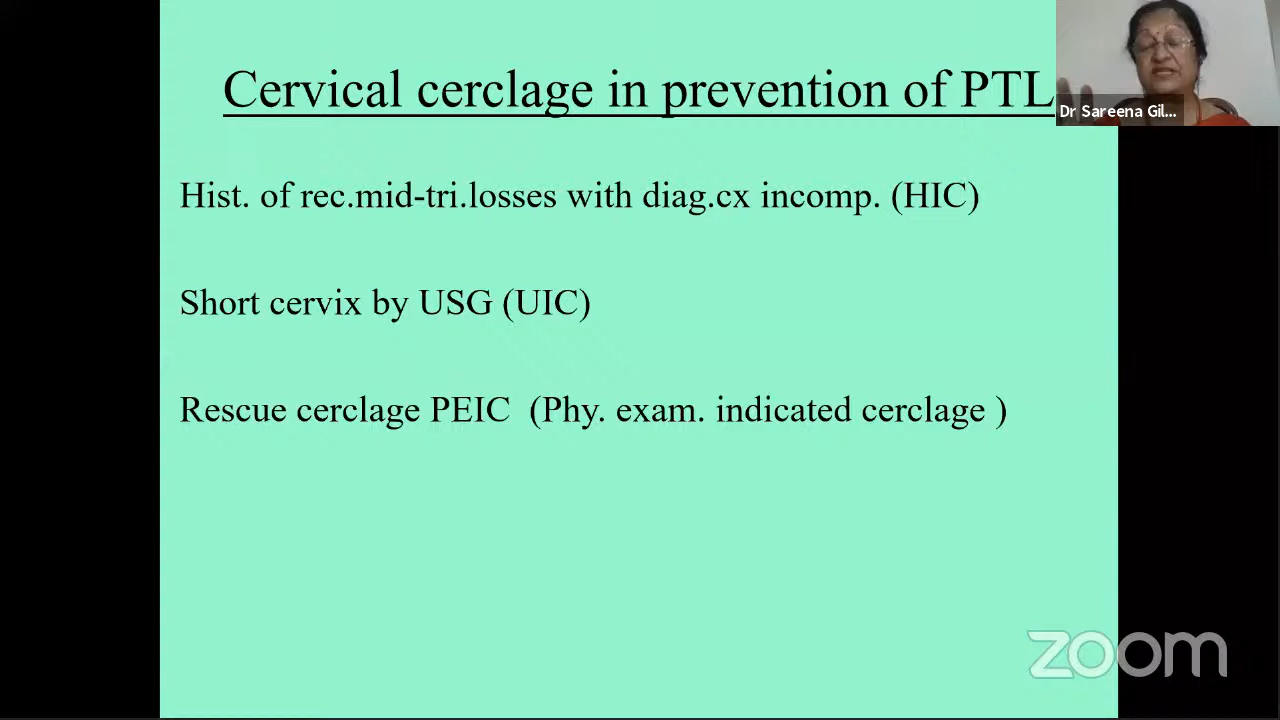 Cervical cerclage in prevention of PTL
Dr Sareena Gil...
Hist. of rec.mid-tri.losses with diag.cx incomp. (HIC)
Short cervix by USG (UIC)
Rescue cerclage PEIC (Phy. exam. indicated cerclage )
zoom